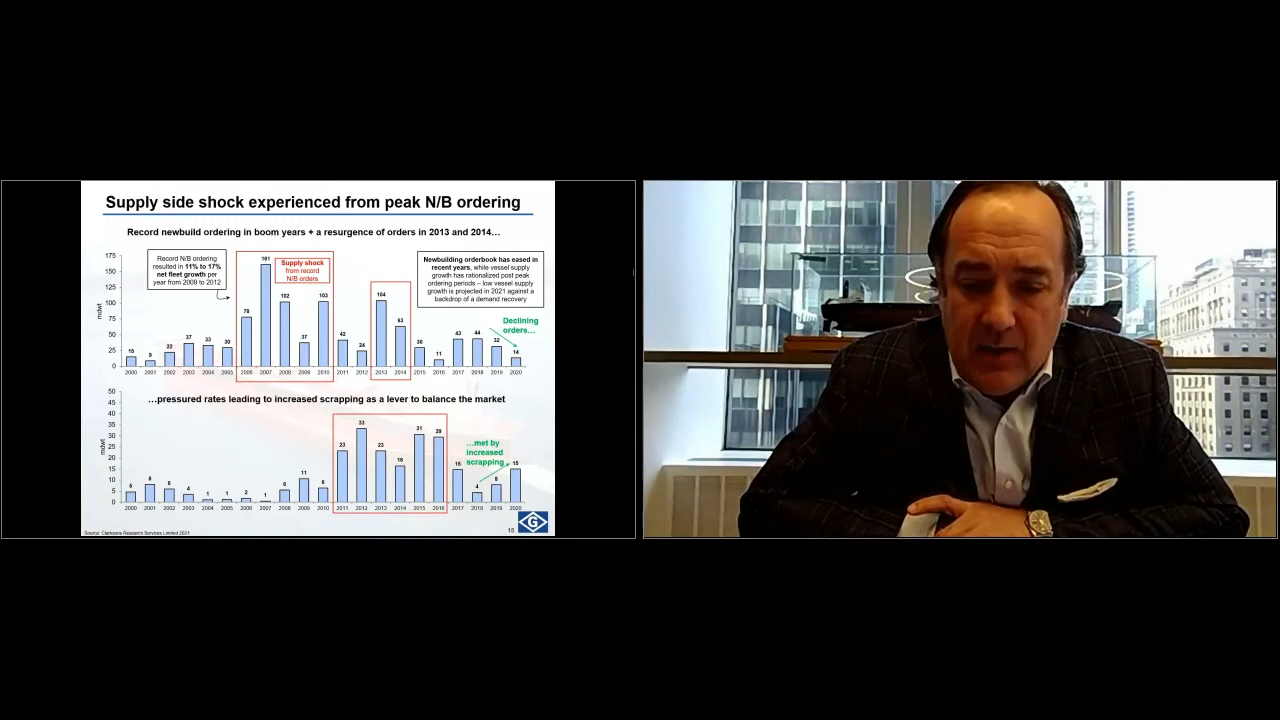 Supply side shock experienced from peak N/B ordering
Record newbuild ordering in boom years + a resurgence of orders in 2013 and 2014…
Record N/B ordering
resulted in 11% to 17%
net fleet growth per
year from 2009 to 2012
Supply shock
from record
N/B orders
Newbuilding orderbook has eased in
recent years, while vessel supply
growth has rationalized post peak
ordering periods – low vessel supply
growth is projected in 2021 against a
backdrop of a demand recovery
Declining
orders…
mdwt
175
150
125
100
75
50
25
0
15 9 22 37 33 30 78 161 102 37 103 42 24 104 63 30 11 43 44 32 14
2000 2001 2002 2003 2004 2005 2006 2007 2008 2009 2010 2011 2012 2013 2014 2015 2016 2017 2018 2019 2020
…pressured rates leading to increased scrapping as a lever to balance the market
…met by
increased
scrapping
mdwt
50
45
40
35
30
25
20
15
10
5
0
5 8 6 4 1 1 2 1 6 11 6 23 33 23 16 31 29 15 4 8 15
2000 2001 2002 2003 2004 2005 2006 2007 2008 2009 2010 2011 2012 2013 2014 2015 2016 2017 2018 2019 2020
Source: Clarksons Research Services Limited 2021
15
G